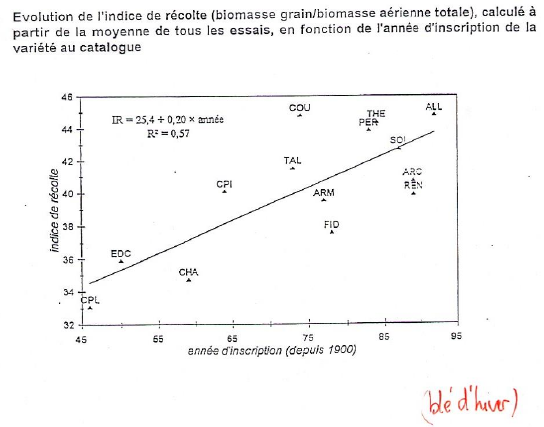 Evolution de l'indice de récolte (biomasse grain/biomasse aérienne totale), calculé à
partir de la moyenne de tous les essais, en fonction de l'année d'inscription de la
variété au catalogue
46
COU
ALL
IR = 25,4 + 0,20 × année
THE
PER
44
R² = 0,57
SOI
42
TAL
ARC
CPI
REN
40
ARM
indice de récolte
38
FID
EDC
36
CHA
34
CPL
32
45 55 65 75 85 95
année d'inscription (depuis 1900)
(blé d'hiver)